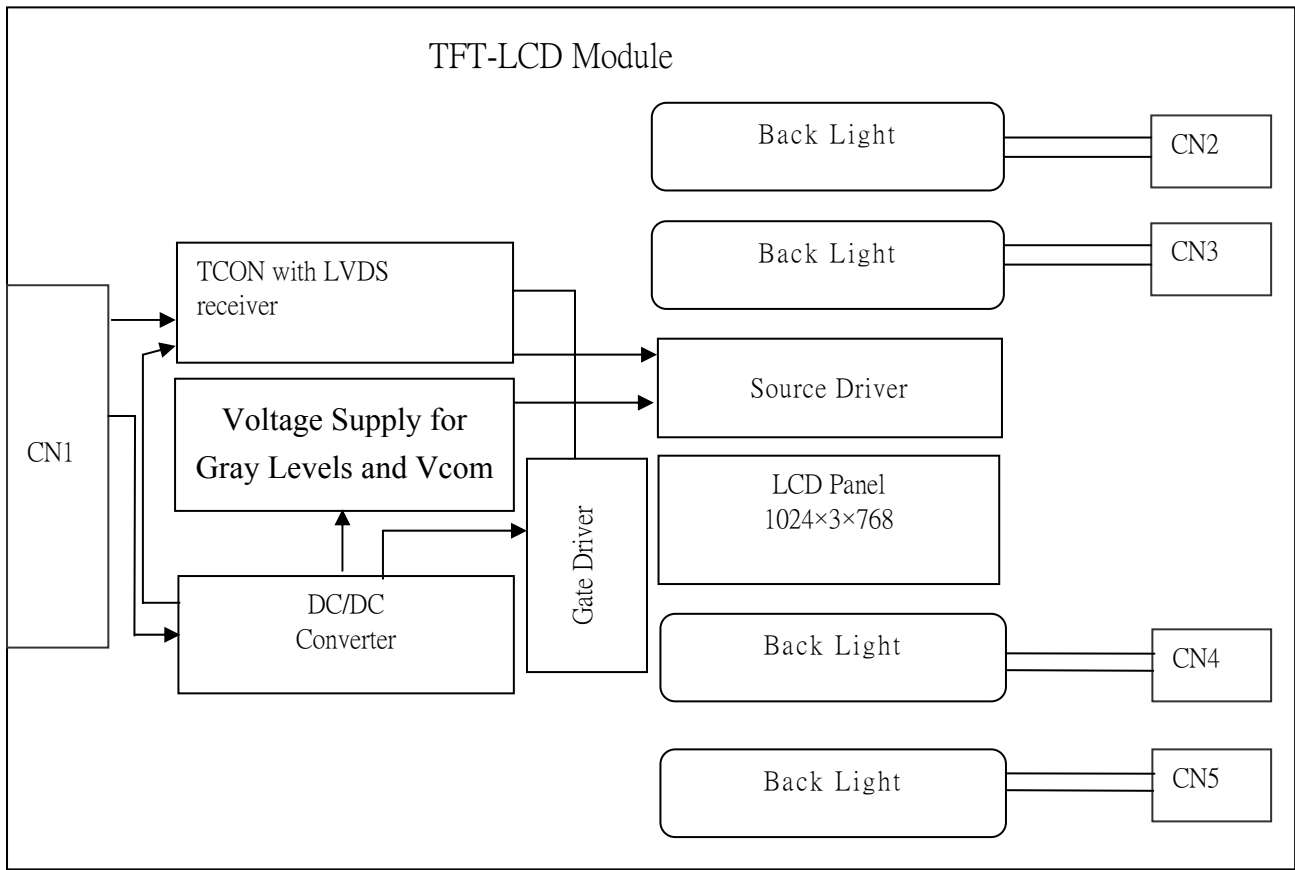 TFT-LCD Module
Back Light
CN2
Back Light
CN3
TCON with LVDS
receiver
Source Driver
Voltage Supply for
Gray Levels and Vcom
CN1
LCD Panel
1024×3×768
Gate Driver
DC/DC
Converter
Back Light
CN4
Back Light
CN5